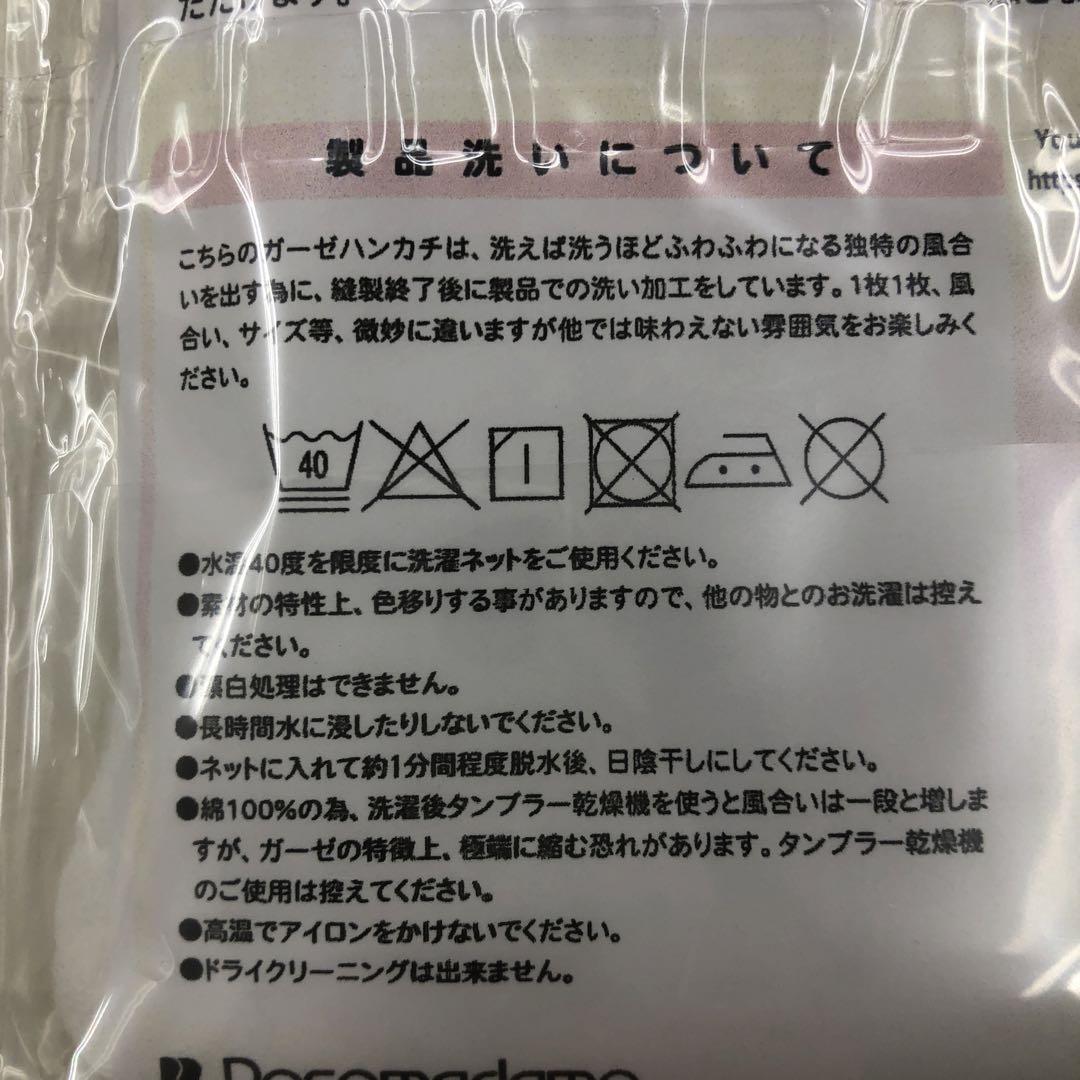 ただけます。
製品洗いについて
You
https
こちらのガーゼハンカチは、洗えば洗うほどふわふわになる独特の風合
いを出す為に、縫製終了後に製品での洗い加工をしています。1枚1枚、風
合い、サイズ等、微妙に違いますが他では味わえない雰囲気をお楽しみく
ださい。
40
●水温40度を限度に洗濯ネットをご使用ください。
●素材の特性上、色移りする事がありますので、他の物とのお洗濯は控え
てください。
●漂白処理はできません。
●長時間水に浸したりしないでください。
●ネットに入れて約1分間程度脱水後、日陰干しにしてください。
●綿100%の為、洗濯後タンブラー乾燥機を使うと風合いは一段と増しま
すが、ガーゼの特徴上、極端に縮む恐れがあります。タンブラー乾燥機
のご使用は控えてください。
●高温でアイロンをかけないでください。
●ドライクリーニングは出来ません。